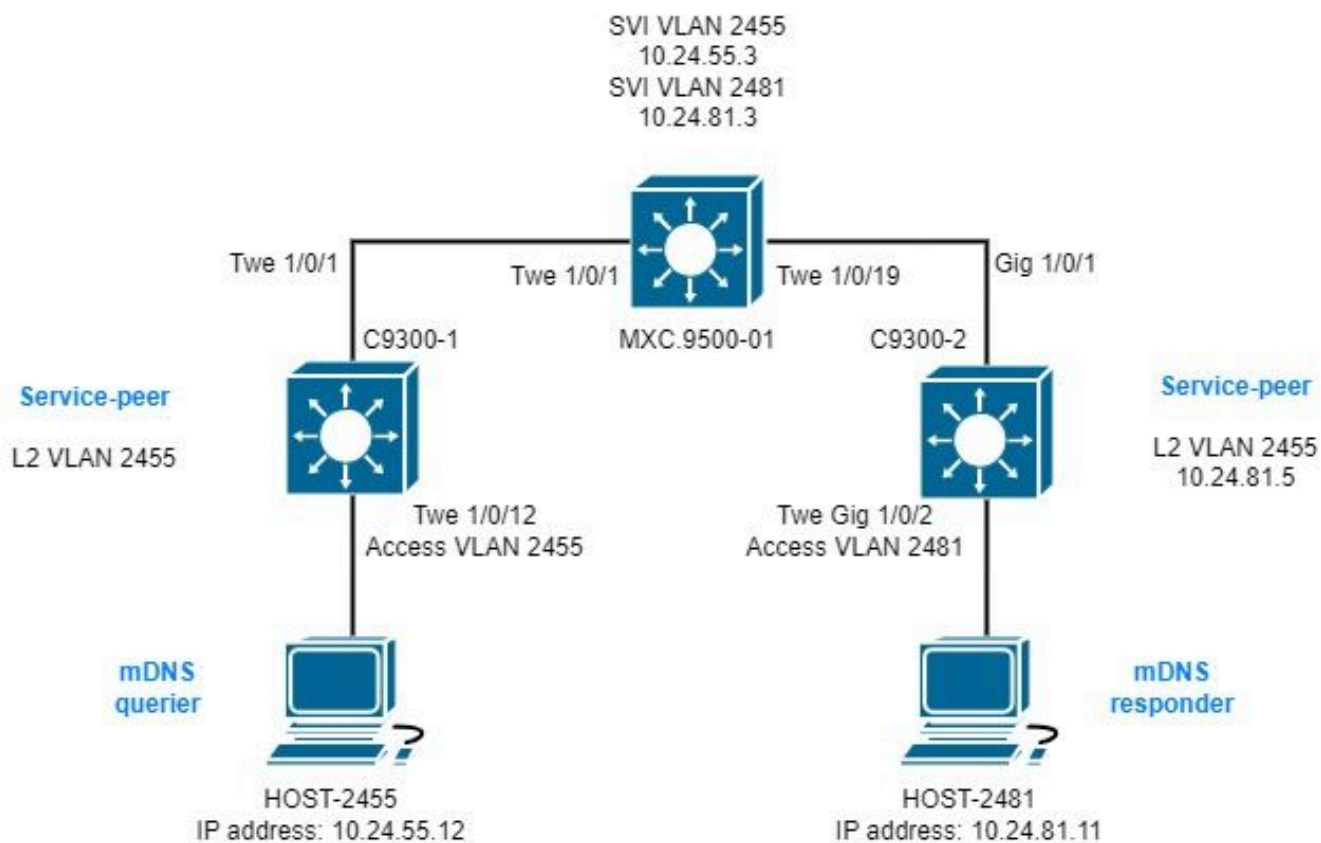 SVI VLAN 2455
10.24.55.3
SVI VLAN 2481
10.24.81.3
Twe 1/0/1
Twe 1/0/1
Twe 1/0/19
Gig 1/0/1
C9300-1
MXC.9500-01
C9300-2
Service-peer
L2 VLAN 2455
Service-peer
L2 VLAN 2455
10.24.81.5
Twe 1/0/12
Access VLAN 2455
Twe Gig 1/0/2
Access VLAN 2481
mDNS
querier
mDNS
responder
HOST-2455
IP address: 10.24.55.12
HOST-2481
IP address: 10.24.81.11